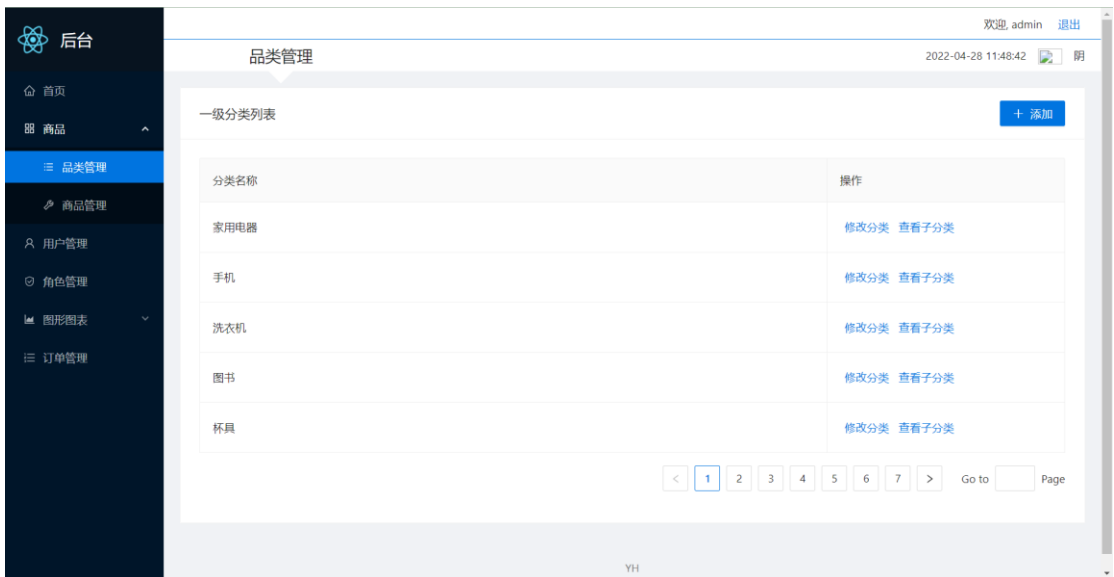 后台
欢迎, admin 退出
品类管理
2022-04-28 11:48:42 阴
首页
商品
品类管理
商品管理
用户管理
角色管理
图形图表
订单管理
一级分类列表
+ 添加
分类名称 操作
家用电器 修改分类 查看子分类
手机 修改分类 查看子分类
洗衣机 修改分类 查看子分类
图书 修改分类 查看子分类
杯具 修改分类 查看子分类
< 1 2 3 4 5 6 7 > Go to Page
YH